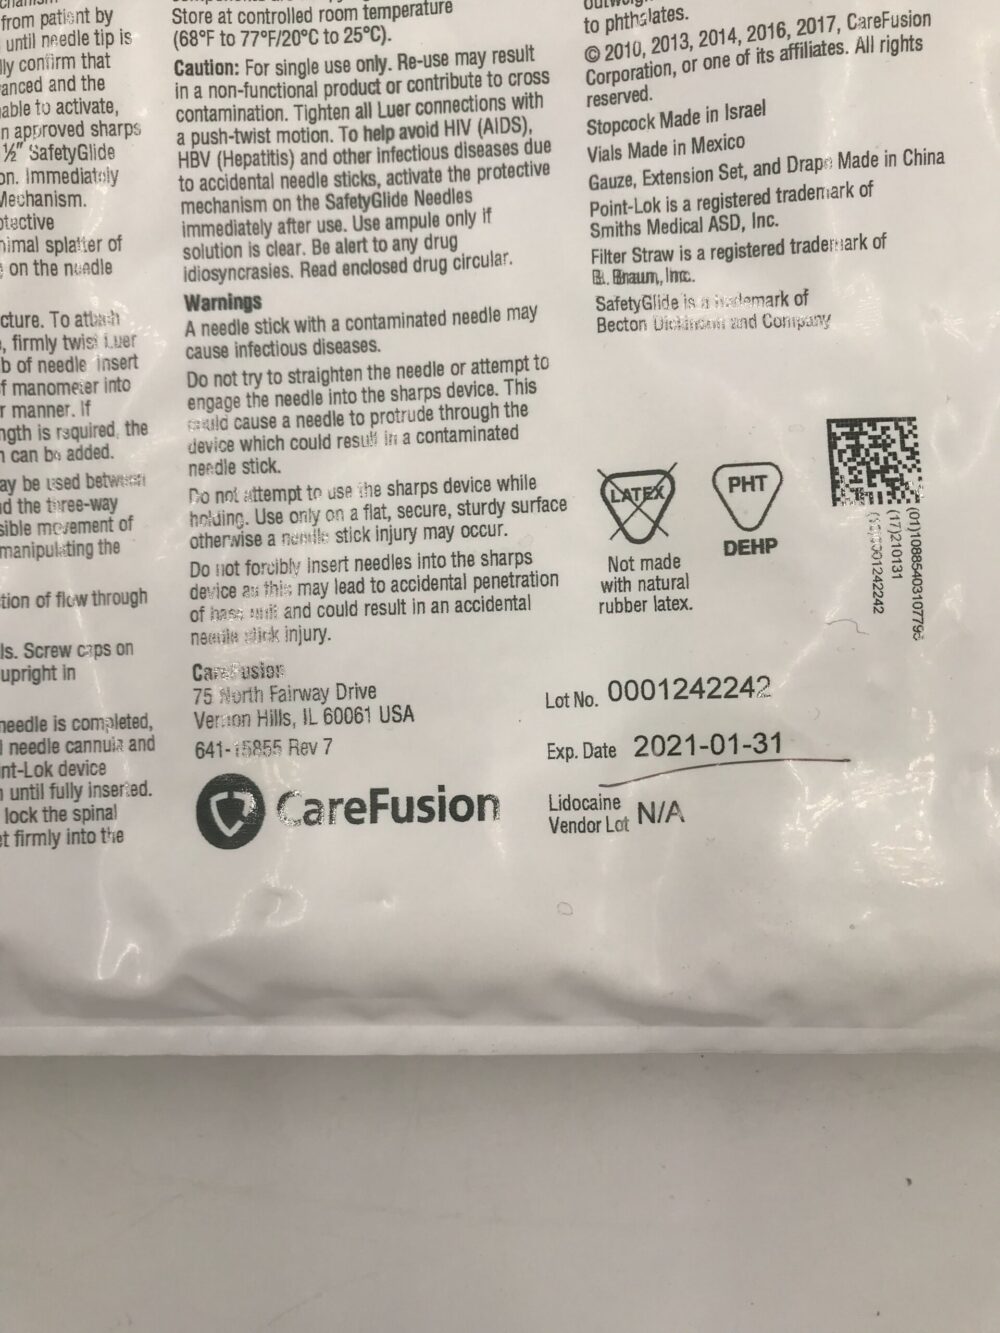 from patient by
until needle tip is
lly confirm that
anced and the
able to activate,
n approved sharps
½" SafetyGlide
on. Immediately
Mechanism.
otective
nimal splatter of
on the needle
cture. To attach
, firmly twist Luer
b of needle insert
f manometer into
r manner. If
ngth is required, the
n can be added.
ay be used between
d the three-way
sible movement of
manipulating the
tion of flow through
ls. Screw caps on
upright in
needle is completed,
l needle cannula and
nt-Lok device
n until fully inserted.
lock the spinal
et firmly into the
Store at controlled room temperature
(68°F to 77°F/20°C to 25°C).
Caution: For single use only. Re-use may result
in a non-functional product or contribute to cross
contamination. Tighten all Luer connections with
a push-twist motion. To help avoid HIV (AIDS),
HBV (Hepatitis) and other infectious diseases due
to accidental needle sticks, activate the protective
mechanism on the SafetyGlide Needles
immediately after use. Use ampule only if
solution is clear. Be alert to any drug
idiosyncrasies. Read enclosed drug circular.
Warnings
A needle stick with a contaminated needle may
cause infectious diseases.
Do not try to straighten the needle or attempt to
engage the needle into the sharps device. This
could cause a needle to protrude through the
device which could result in a contaminated
needle stick.
Do not attempt to use the sharps device while
holding. Use only on a flat, secure, sturdy surface
otherwise a needle stick injury may occur.
Do not forcibly insert needles into the sharps
device as this may lead to accidental penetration
of base unit and could result in an accidental
needle stick injury.
CareFusion
75 North Fairway Drive
Vernon Hills, IL 60061 USA
641-15855 Rev 7
CareFusion
to phthalates.
© 2010, 2013, 2014, 2016, 2017, CareFusion
Corporation, or one of its affiliates. All rights
reserved.
Stopcock Made in Israel
Vials Made in Mexico
Gauze, Extension Set, and Drape Made in China
Point-Lok is a registered trademark of
Smiths Medical ASD, Inc.
Filter Straw is a registered trademark of
B. Braun, Inc.
SafetyGlide is a trademark of
Becton Dickinson and Company
LATEX
Not made
with natural
rubber latex.
PHT
DEHP
(01)1088540310779
(17)210131
(10)0001242242
Lot No. 0001242242
Exp. Date 2021-01-31
Lidocaine
Vendor Lot N/A